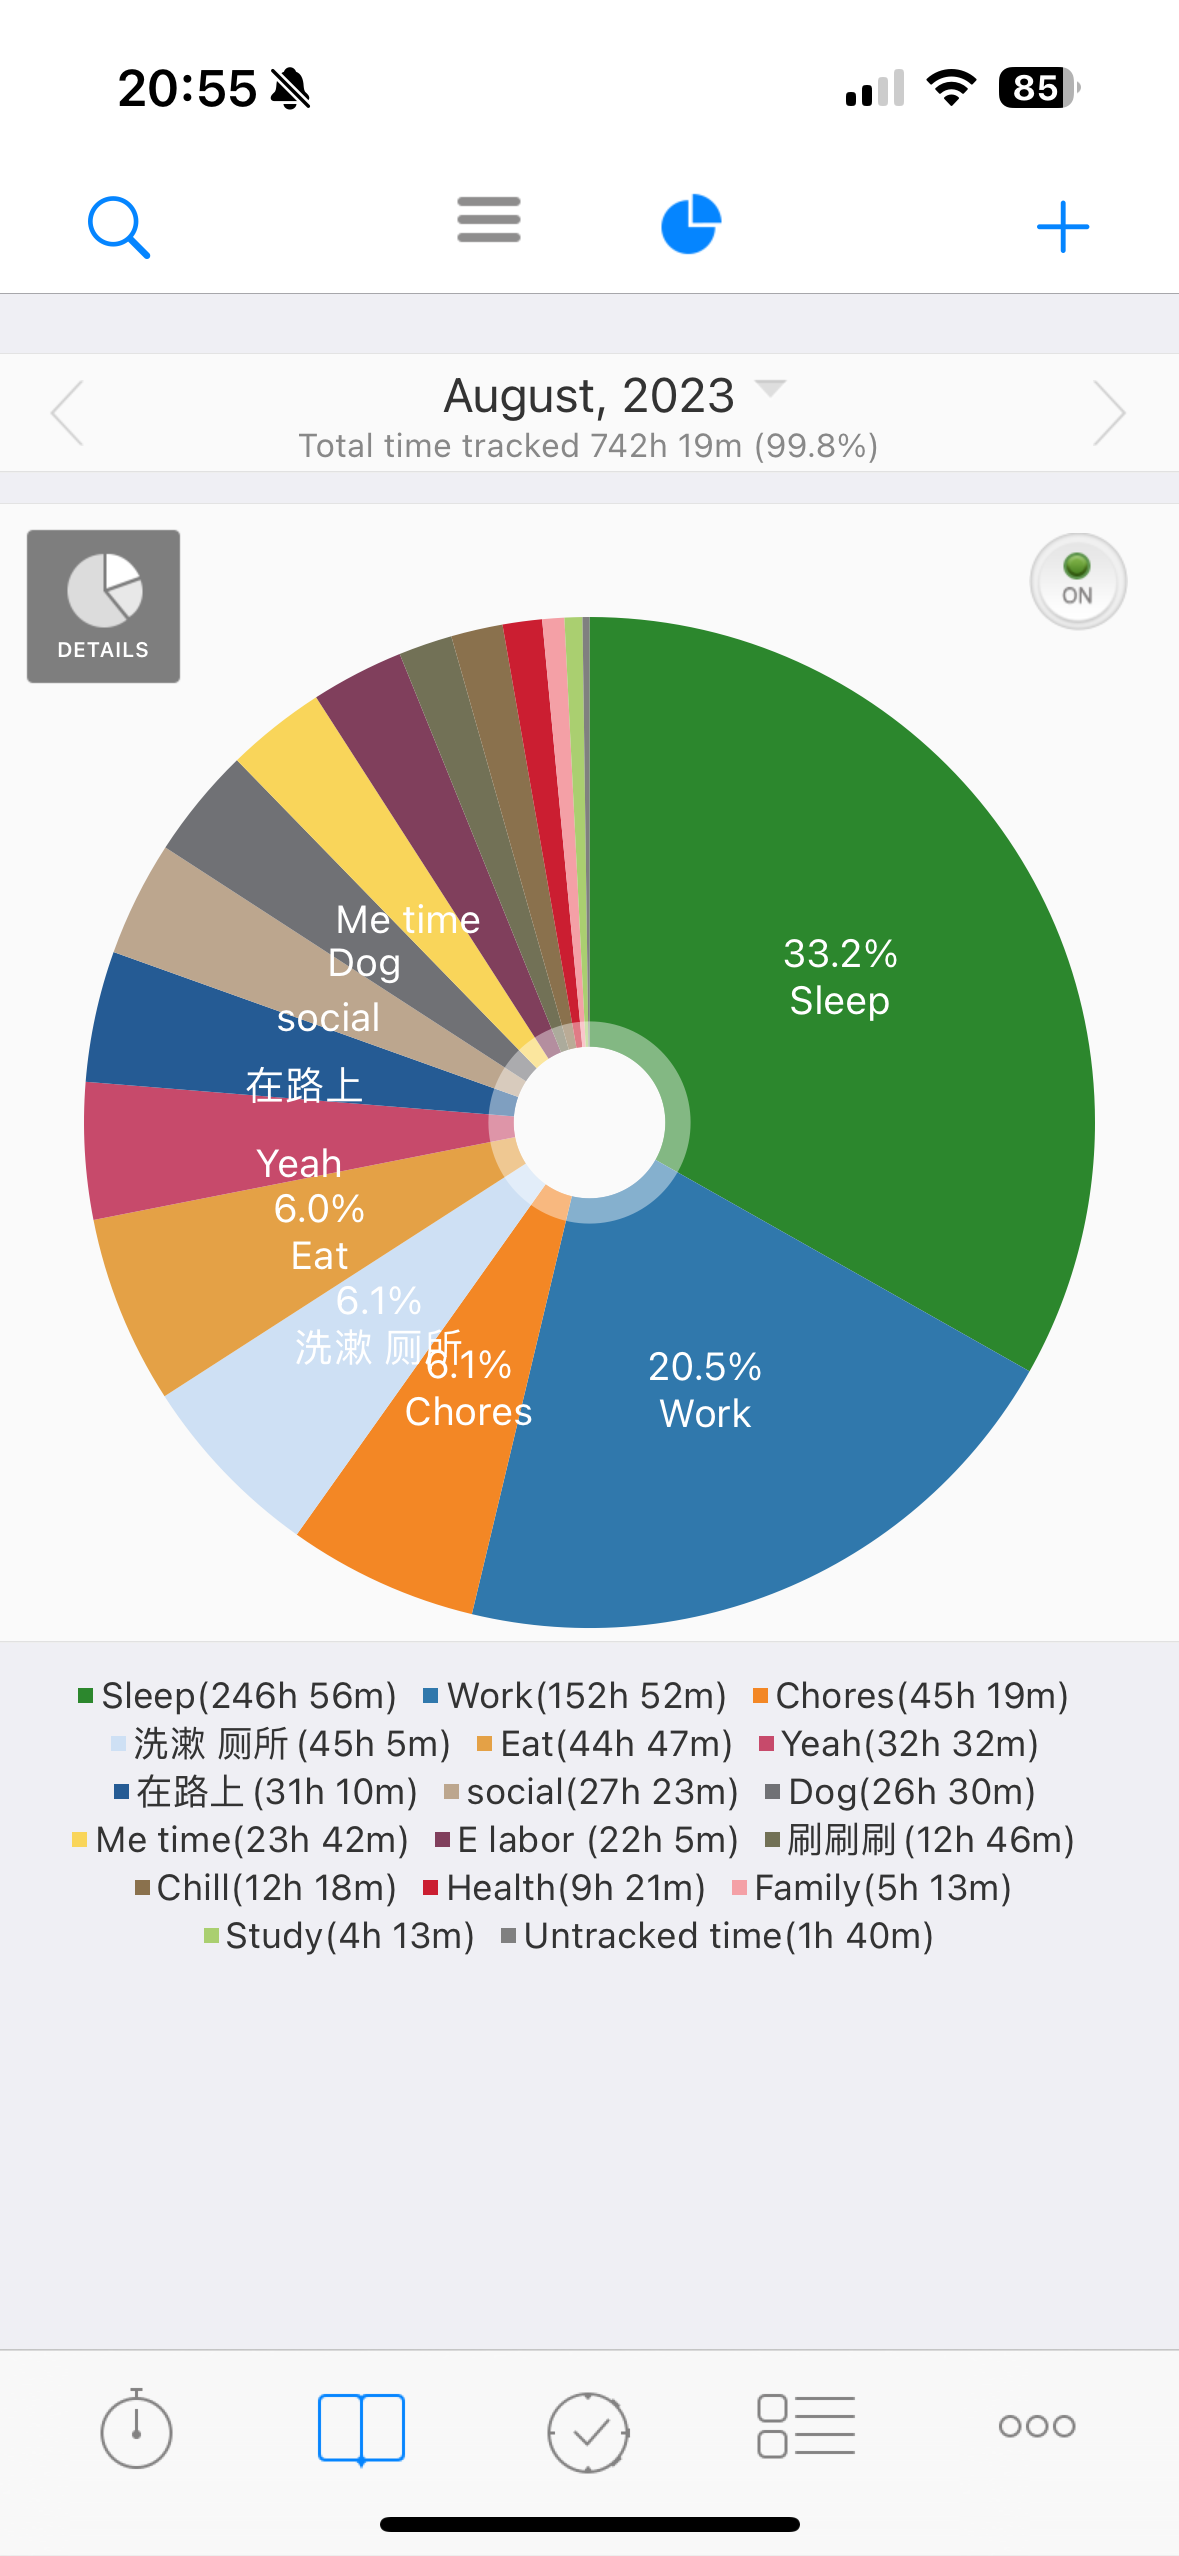 20:55
85
August, 2023
Total time tracked 742h 19m (99.8%)
DETAILS
ON
Me time
Dog
social
在路上
Yeah
6.0%
Eat
6.1%
洗漱 厕所
6.1%
Chores
33.2%
Sleep
20.5%
Work
Sleep(246h 56m) Work(152h 52m) Chores(45h 19m)
洗漱 厕所(45h 5m) Eat(44h 47m) Yeah(32h 32m)
在路上(31h 10m) social(27h 23m) Dog(26h 30m)
Me time(23h 42m) E labor (22h 5m) 刷刷刷(12h 46m)
Chill(12h 18m) Health(9h 21m) Family(5h 13m)
Study(4h 13m) Untracked time(1h 40m)